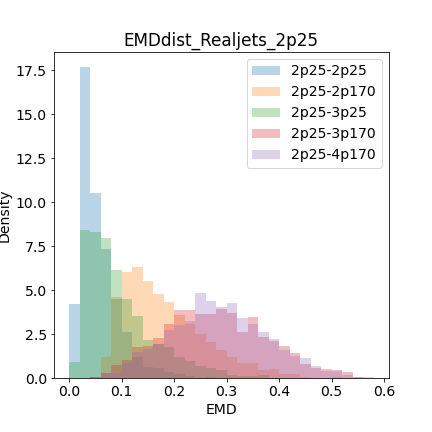 EMDdist_Realjets_2p25
2p25-2p25
2p25-2p170
2p25-3p25
2p25-3p170
2p25-4p170
17.5
15.0
12.5
10.0
7.5
5.0
2.5
0.0
Density
0.0 0.1 0.2 0.3 0.4 0.5 0.6
EMD